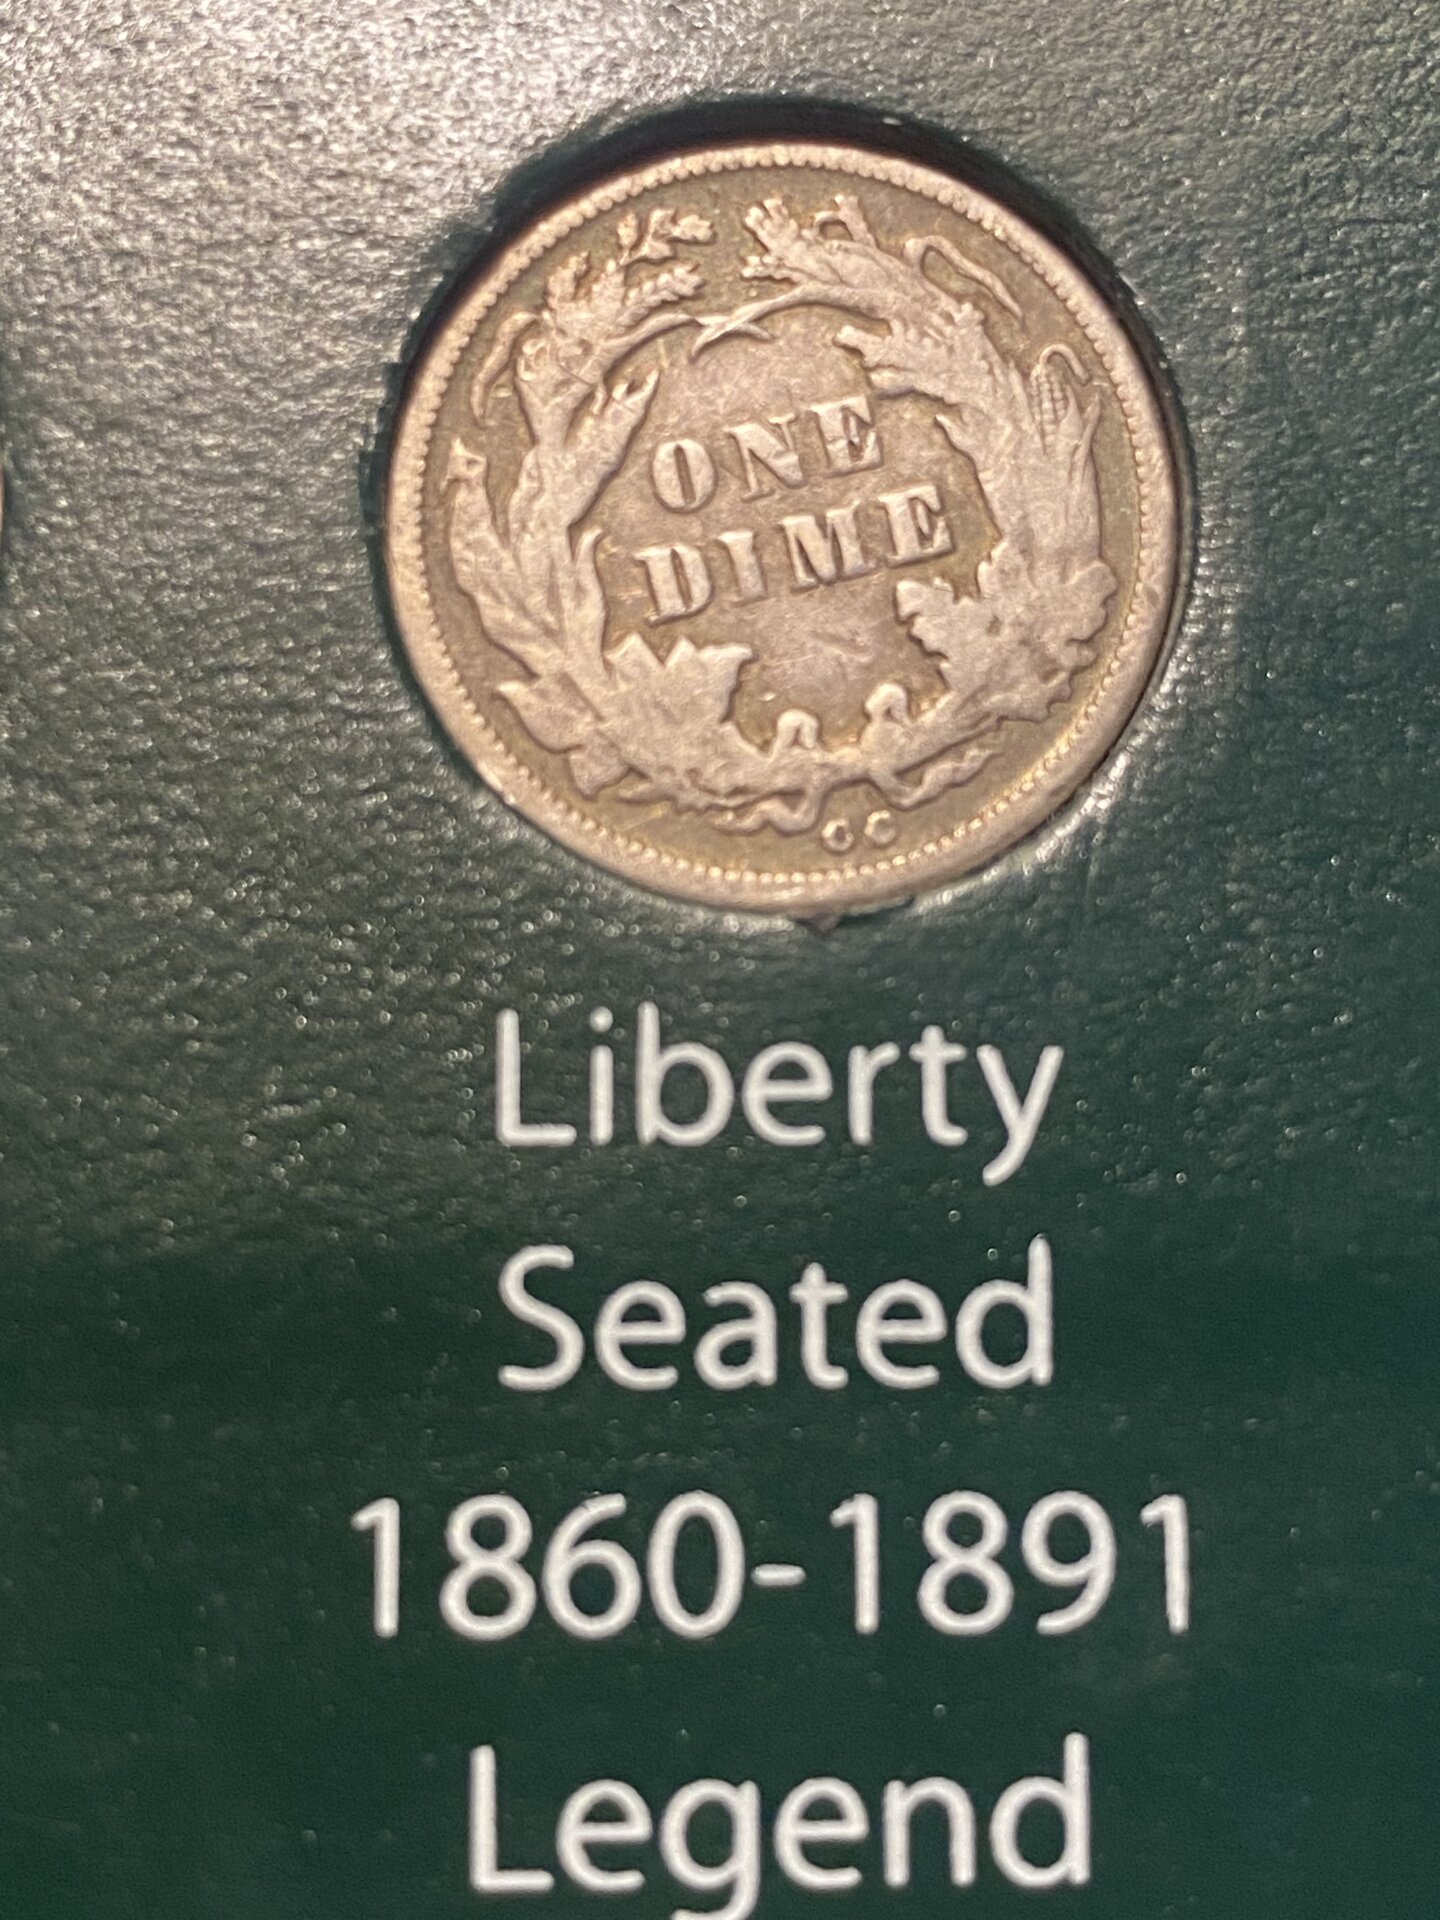 ONE
DIME
CC
Liberty
Seated
1860-1891
Legend